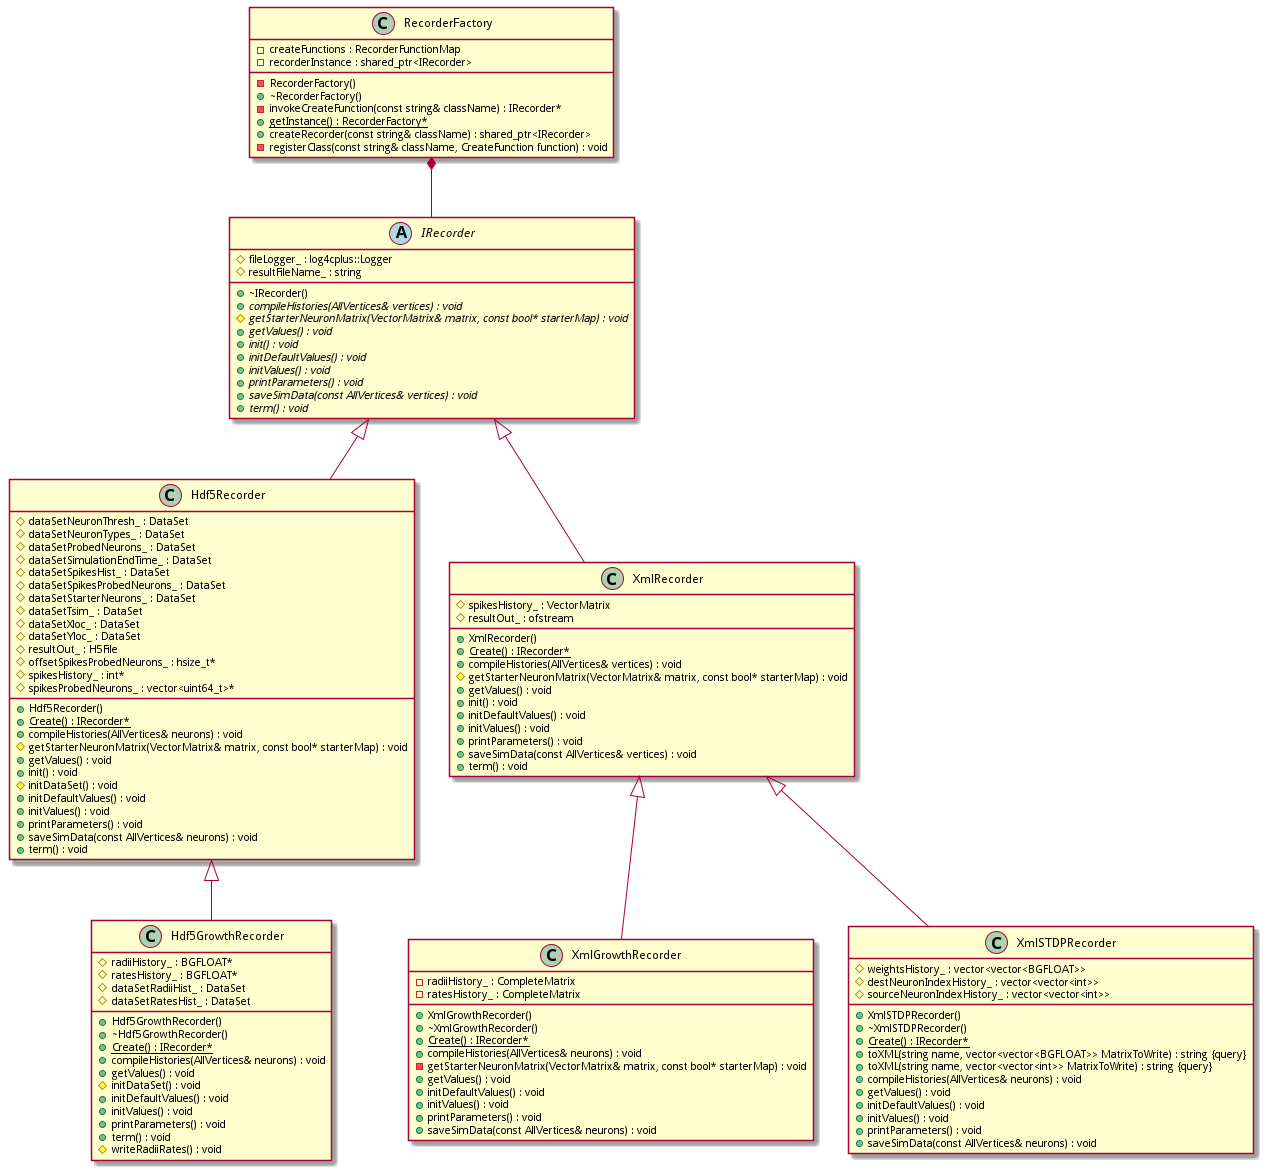 C RecorderFactory
createFunctions : RecorderFunctionMap
recorderInstance : shared_ptr<IRecorder>
RecorderFactory()
~RecorderFactory()
invokeCreateFunction(const string& className) : IRecorder*
getInstance() : RecorderFactory*
createRecorder(const string& className) : shared_ptr<IRecorder>
registerClass(const string& className, CreateFunction function) : void
A IRecorder
fileLogger_ : log4cplus::Logger
resultFileName_ : string
~IRecorder()
compileHistories(AllVertices& vertices) : void
getStarterNeuronMatrix(VectorMatrix& matrix, const bool* starterMap) : void
getValues() : void
init() : void
initDefaultValues() : void
initValues() : void
printParameters() : void
saveSimData(const AllVertices& vertices) : void
term() : void
C Hdf5Recorder
dataSetNeuronThresh_ : DataSet
dataSetNeuronTypes_ : DataSet
dataSetProbedNeurons_ : DataSet
dataSetSimulationEndTime_ : DataSet
dataSetSpikesHist_ : DataSet
dataSetSpikesProbedNeurons_ : DataSet
dataSetStarterNeurons_ : DataSet
dataSetTsim_ : DataSet
dataSetXloc_ : DataSet
dataSetYloc_ : DataSet
resultOut_ : H5File
offsetSpikesProbedNeurons_ : hsize_t*
spikesHistory_ : int*
spikesProbedNeurons_ : vector<uint64_t>*
Hdf5Recorder()
Create() : IRecorder*
compileHistories(AllVertices& neurons) : void
getStarterNeuronMatrix(VectorMatrix& matrix, const bool* starterMap) : void
getValues() : void
init() : void
initDataSet() : void
initDefaultValues() : void
initValues() : void
printParameters() : void
saveSimData(const AllVertices& neurons) : void
term() : void
C XmlRecorder
spikesHistory_ : VectorMatrix
resultOut_ : ofstream
XmlRecorder()
Create() : IRecorder*
compileHistories(AllVertices& vertices) : void
getStarterNeuronMatrix(VectorMatrix& matrix, const bool* starterMap) : void
getValues() : void
init() : void
initDefaultValues() : void
initValues() : void
printParameters() : void
saveSimData(const AllVertices& vertices) : void
term() : void
C Hdf5GrowthRecorder
radiiHistory_ : BGFLOAT*
ratesHistory_ : BGFLOAT*
dataSetRadiiHist_ : DataSet
dataSetRatesHist_ : DataSet
Hdf5GrowthRecorder()
~Hdf5GrowthRecorder()
Create() : IRecorder*
compileHistories(AllVertices& neurons) : void
getValues() : void
initDataSet() : void
initDefaultValues() : void
initValues() : void
printParameters() : void
term() : void
writeRadiiRates() : void
C XmlGrowthRecorder
radiiHistory_ : CompleteMatrix
ratesHistory_ : CompleteMatrix
XmlGrowthRecorder()
~XmlGrowthRecorder()
Create() : IRecorder*
compileHistories(AllVertices& neurons) : void
getStarterNeuronMatrix(VectorMatrix& matrix, const bool* starterMap) : void
getValues() : void
initDefaultValues() : void
initValues() : void
printParameters() : void
saveSimData(const AllVertices& neurons) : void
C XmlSTDPRecorder
weightsHistory_ : vector<vector<BGFLOAT>>
destNeuronIndexHistory_ : vector<vector<int>>
sourceNeuronIndexHistory_ : vector<vector<int>>
XmlSTDPRecorder()
~XmlSTDPRecorder()
Create() : IRecorder*
toXML(string name, vector<vector<BGFLOAT>> MatrixToWrite) : string {query}
toXML(string name, vector<vector<int>> MatrixToWrite) : string {query}
compileHistories(AllVertices& neurons) : void
getValues() : void
initDefaultValues() : void
initValues() : void
printParameters() : void
saveSimData(const AllVertices& neurons) : void